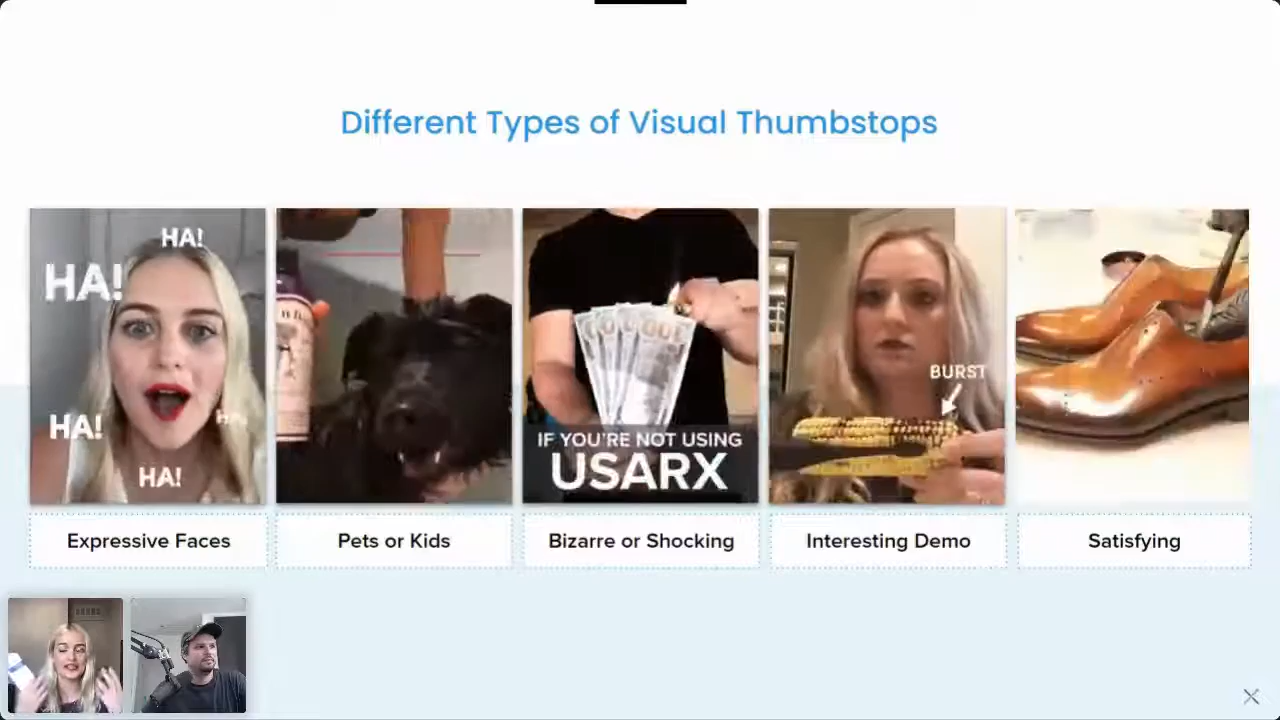 Different Types of Visual Thumbstops
HA!
HA!
HA!
HA!
BURST
IF YOU'RE NOT USING
USARX
Expressive Faces
Pets or Kids
Bizarre or Shocking
Interesting Demo
Satisfying